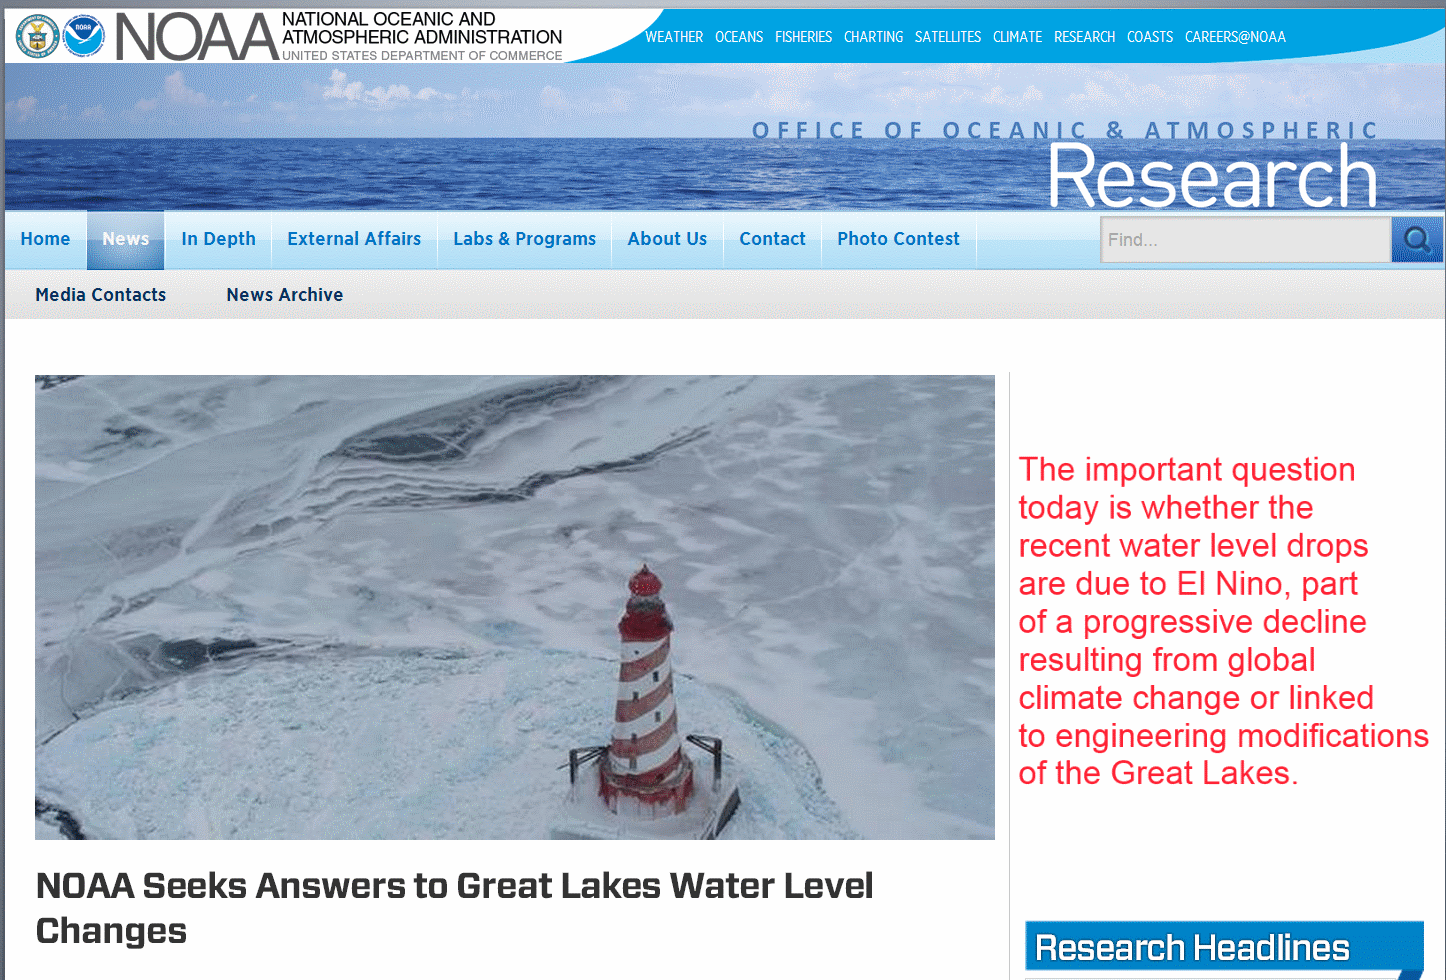 NOAA
NATIONAL OCEANIC AND
ATMOSPHERIC ADMINISTRATION
UNITED STATES DEPARTMENT OF COMMERCE
WEATHER OCEANS FISHERIES CHARTING SATELLITES CLIMATE RESEARCH COASTS CAREERS@NOAA
OFFICE OF OCEANIC & ATMOSPHERIC
Research
Home News In Depth External Affairs Labs & Programs About Us Contact Photo Contest Find...
Media Contacts News Archive
The important question
today is whether the
recent water level drops
are due to El Nino, part
of a progressive decline
resulting from global
climate change or linked
to engineering modifications
of the Great Lakes.
NOAA Seeks Answers to Great Lakes Water Level
Changes
Research Headlines